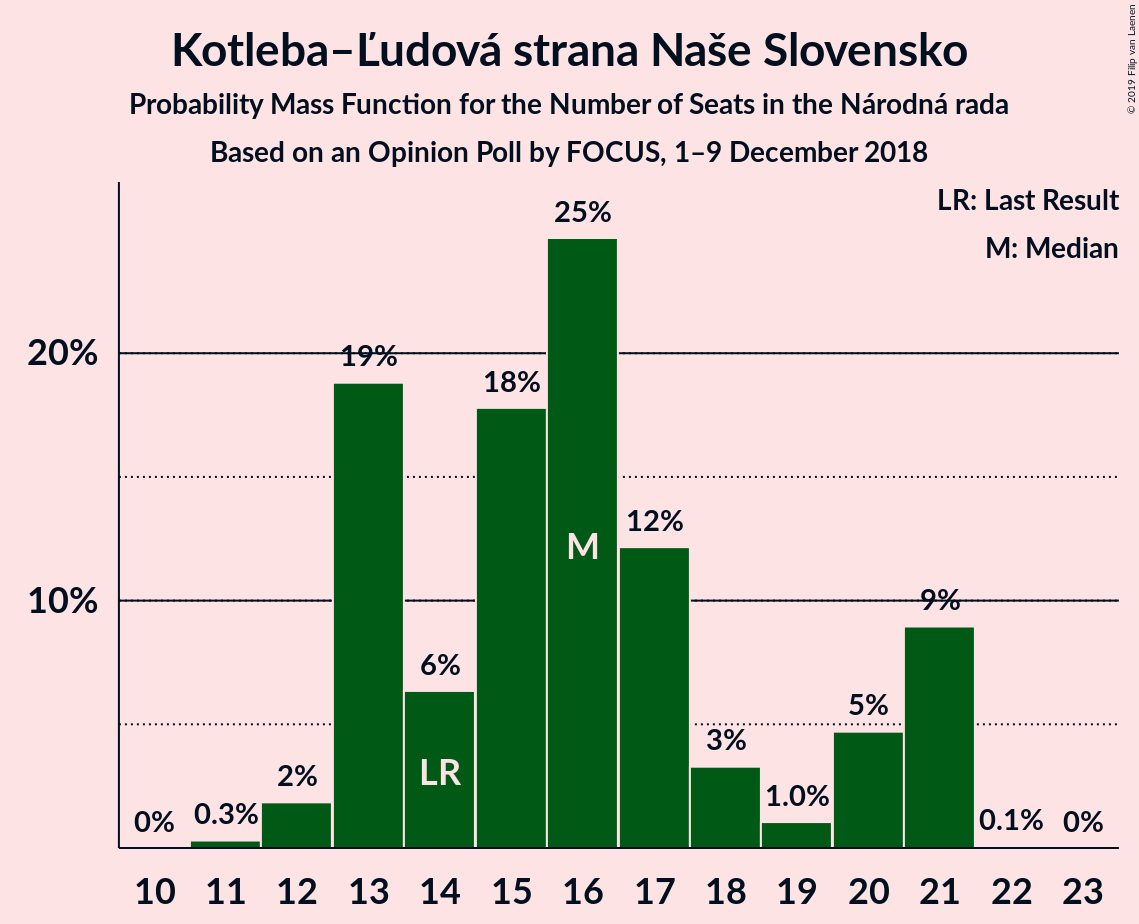 Kotleba–Ľudová strana Naše Slovensko
Probability Mass Function for the Number of Seats in the Národná rada
Based on an Opinion Poll by FOCUS, 1–9 December 2018
© 2019 Filip van Laenen
LR: Last Result
M: Median
20%
10%
0%
0.3%
2%
19%
6%
18%
25%
12%
3%
1.0%
5%
9%
0.1%
0%
LR
M
10 11 12 13 14 15 16 17 18 19 20 21 22 23